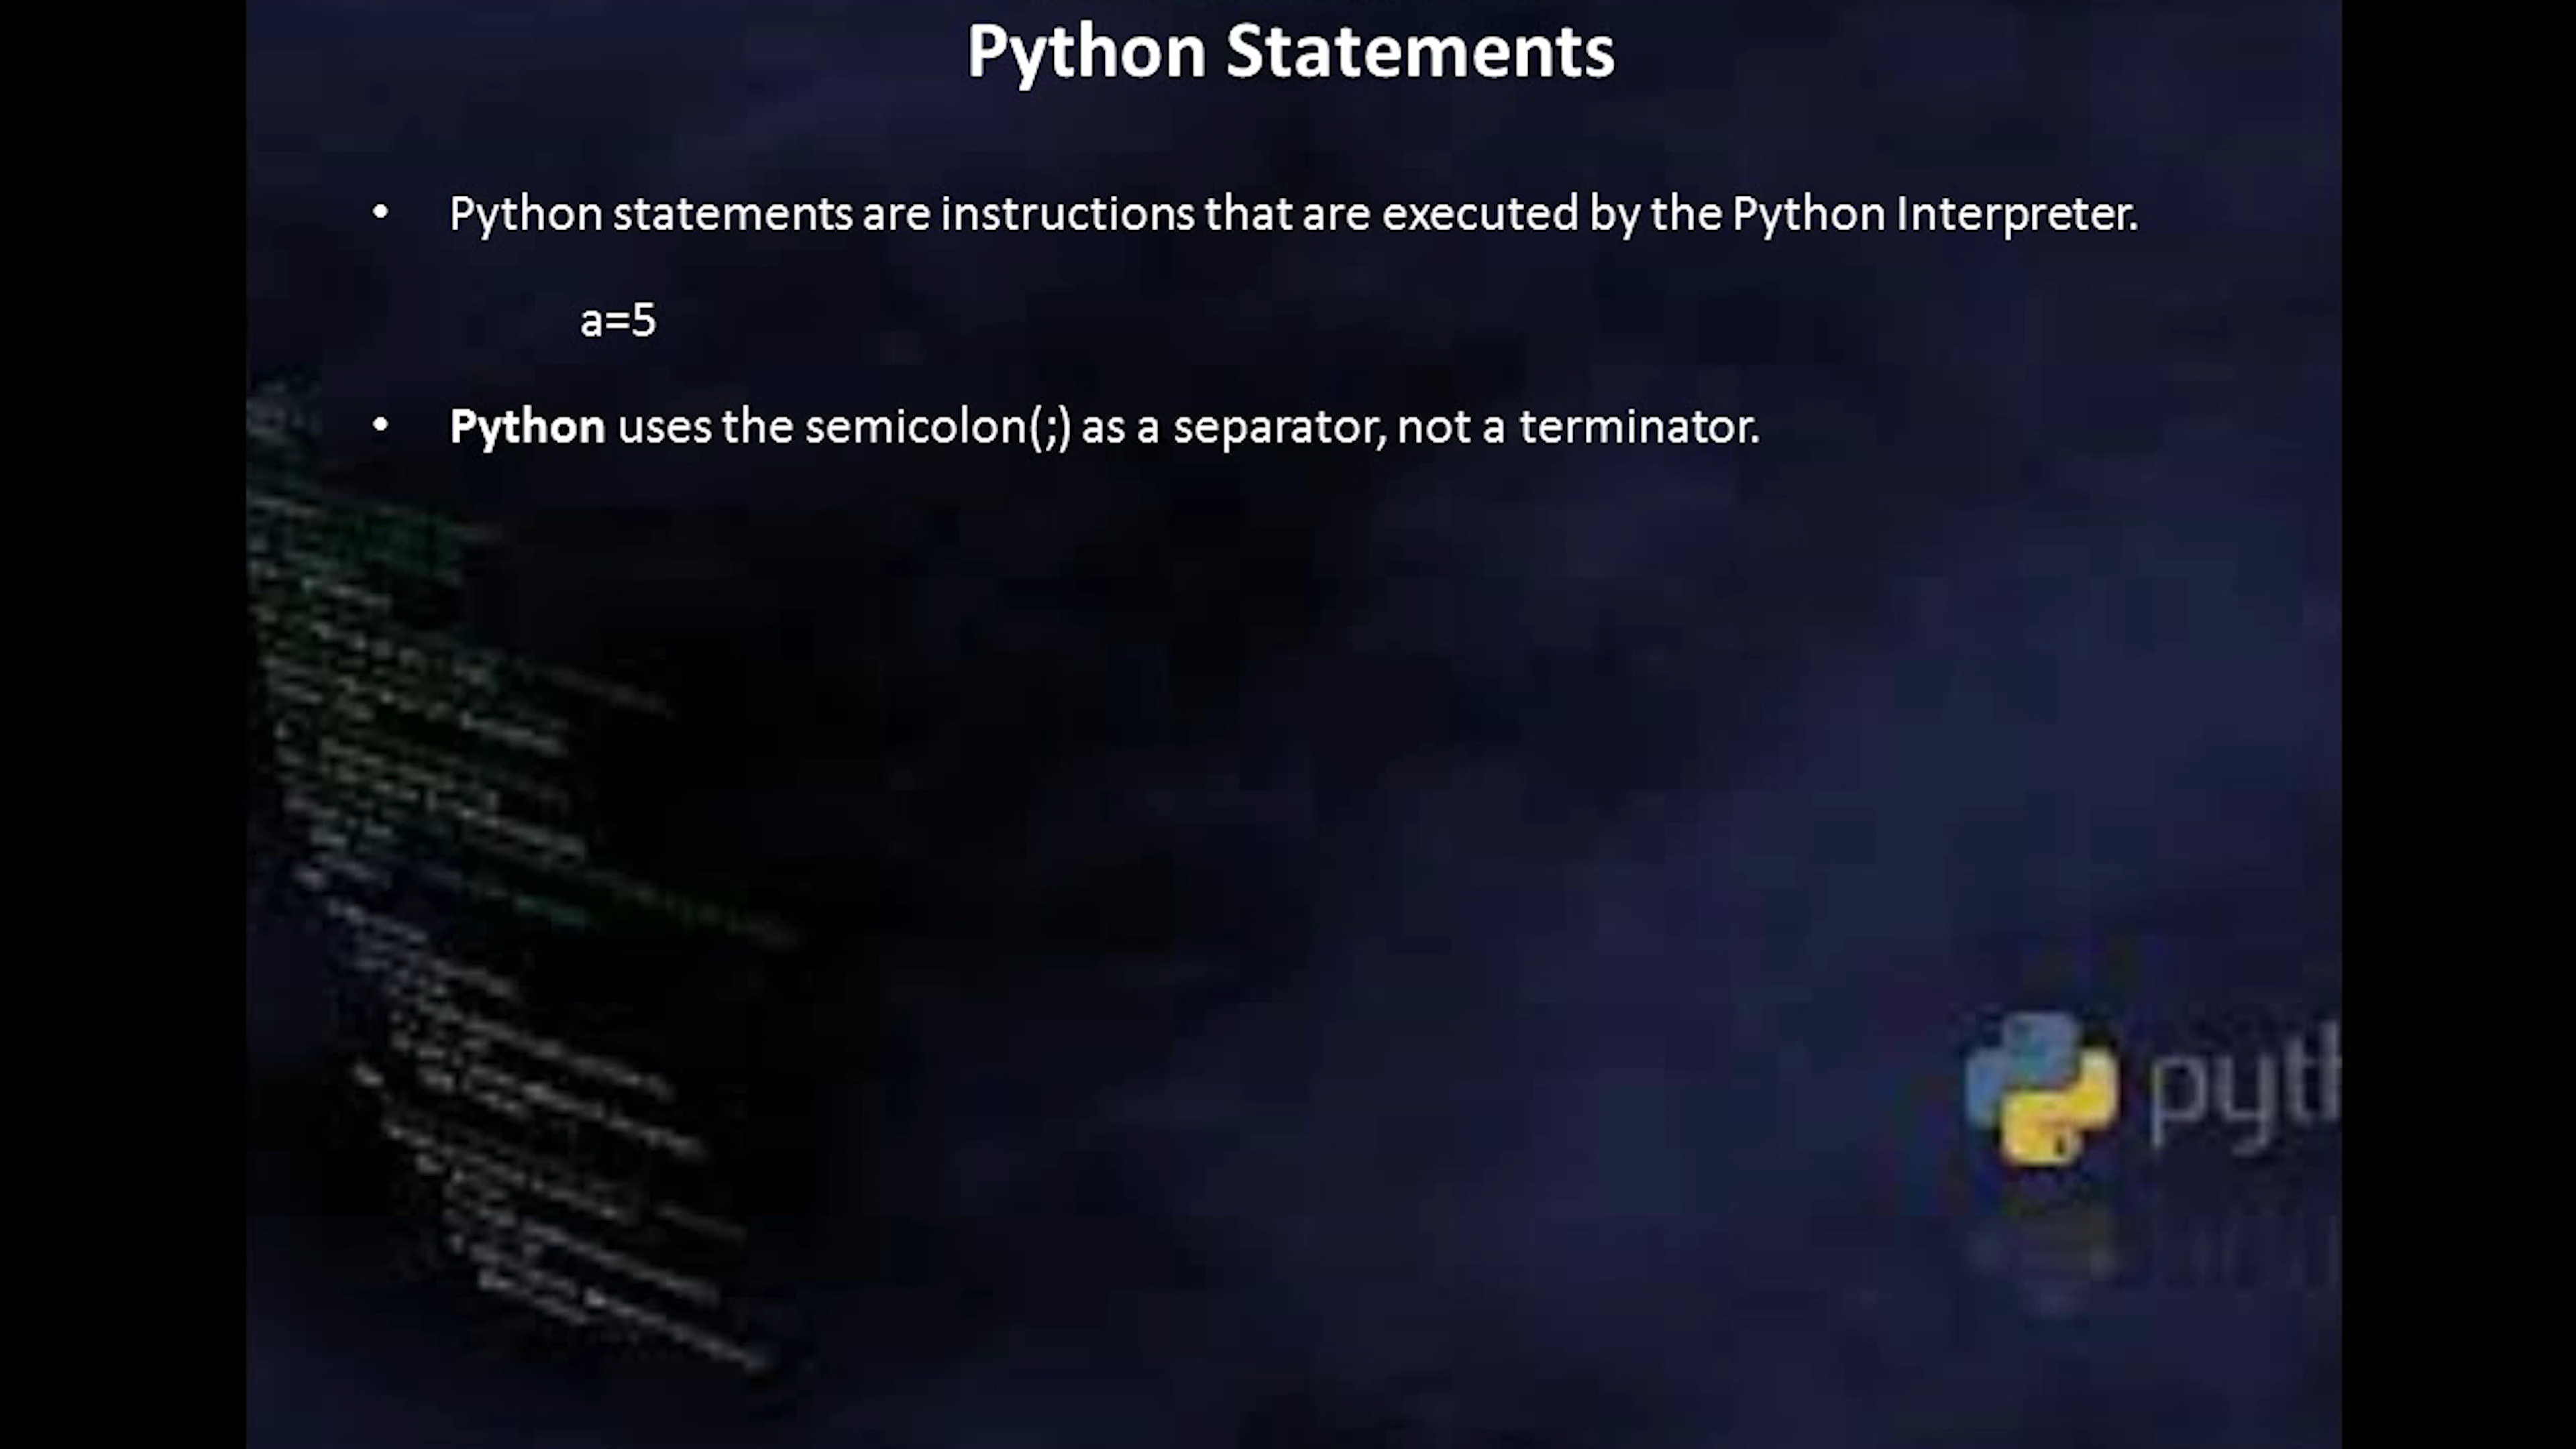 Python Statements
• Python statements are instructions that are executed by the Python Interpreter.
a=5
• Python uses the semicolon(;) as a separator, not a terminator.
pyth